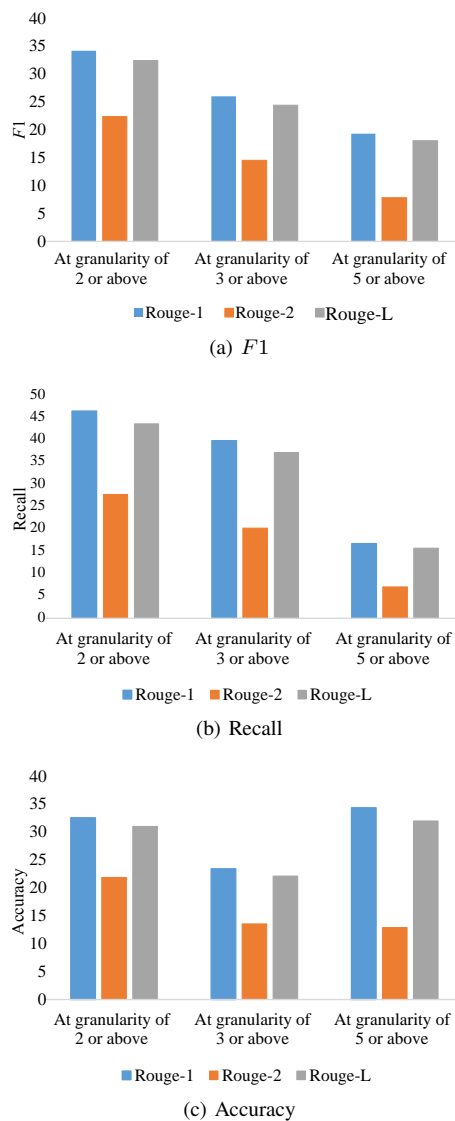 40
35
30
25
20
15
10
5
0
F1
At granularity of
2 or above
At granularity of
3 or above
At granularity of
5 or above
Rouge-1 Rouge-2 Rouge-L
(a) F1
50
45
40
35
30
25
20
15
10
5
0
Recall
At granularity of
2 or above
At granularity of
3 or above
At granularity of
5 or above
Rouge-1 Rouge-2 Rouge-L
(b) Recall
40
35
30
25
20
15
10
5
0
Accuracy
At granularity of
2 or above
At granularity of
3 or above
At granularity of
5 or above
Rouge-1 Rouge-2 Rouge-L
(c) Accuracy